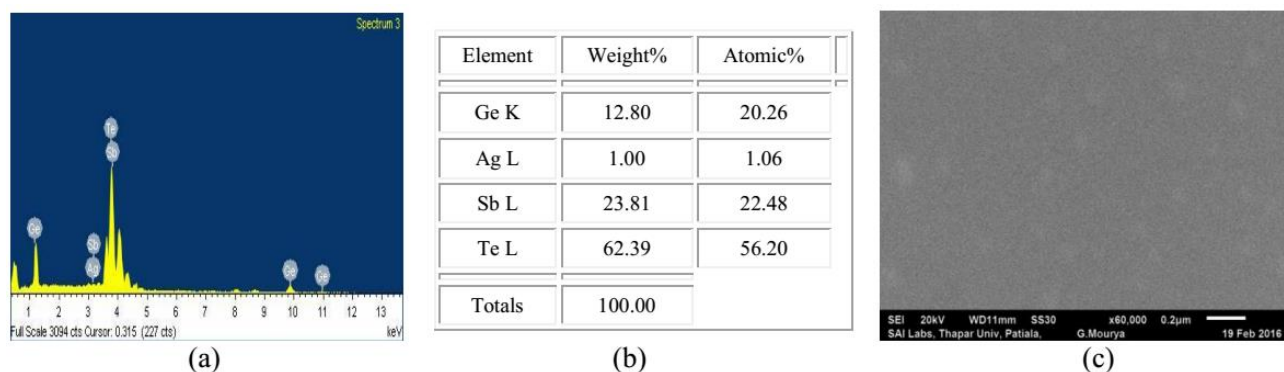 Spectrum 3
Te
Sb
Ge
Sb
Ag
Ge
Ge
1 2 3 4 5 6 7 8 9 10 11 12 13
Full Scale 3094 cts Cursor: 0.315 (227 cts) keV
(a)
Element Weight% Atomic%
Ge K 12.80 20.26
Ag L 1.00 1.06
Sb L 23.81 22.48
Te L 62.39 56.20
Totals 100.00
(b)
SEI 20kV WD11mm SS30 x60,000 0.2µm
SAI Labs, Thapar Univ, Patiala, G.Mourya 19 Feb 2016
(c)